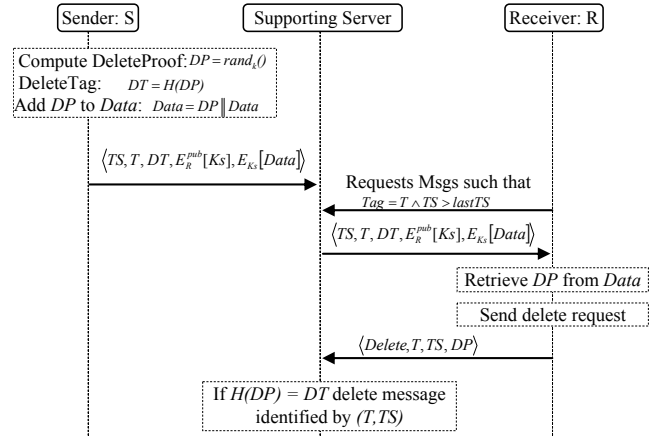 Sender: S Supporting Server Receiver: R
Compute DeleteProof: DP = rand_k()
DeleteTag: DT = H(DP)
Add DP to Data: Data = DP ‖ Data
⟨TS, T, DT, E_R^pub[Ks], E_Ks[Data]⟩
Requests Msgs such that
Tag = T ∧ TS > lastTS
⟨TS, T, DT, E_R^pub[Ks], E_Ks[Data]⟩
Retrieve DP from Data
Send delete request
⟨Delete, T, TS, DP⟩
If H(DP) = DT delete message
identified by (T,TS)